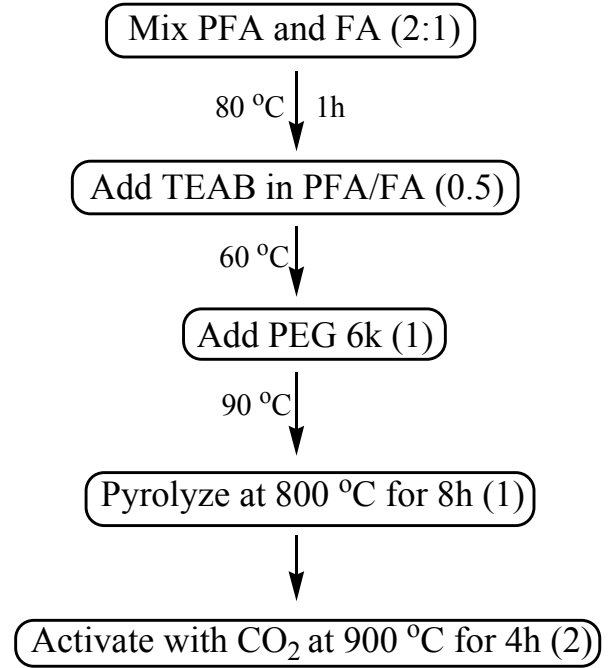 Mix PFA and FA (2:1)
80 °C 1h
Add TEAB in PFA/FA (0.5)
60 °C
Add PEG 6k (1)
90 °C
Pyrolyze at 800 °C for 8h (1)
Activate with CO₂ at 900 °C for 4h (2)